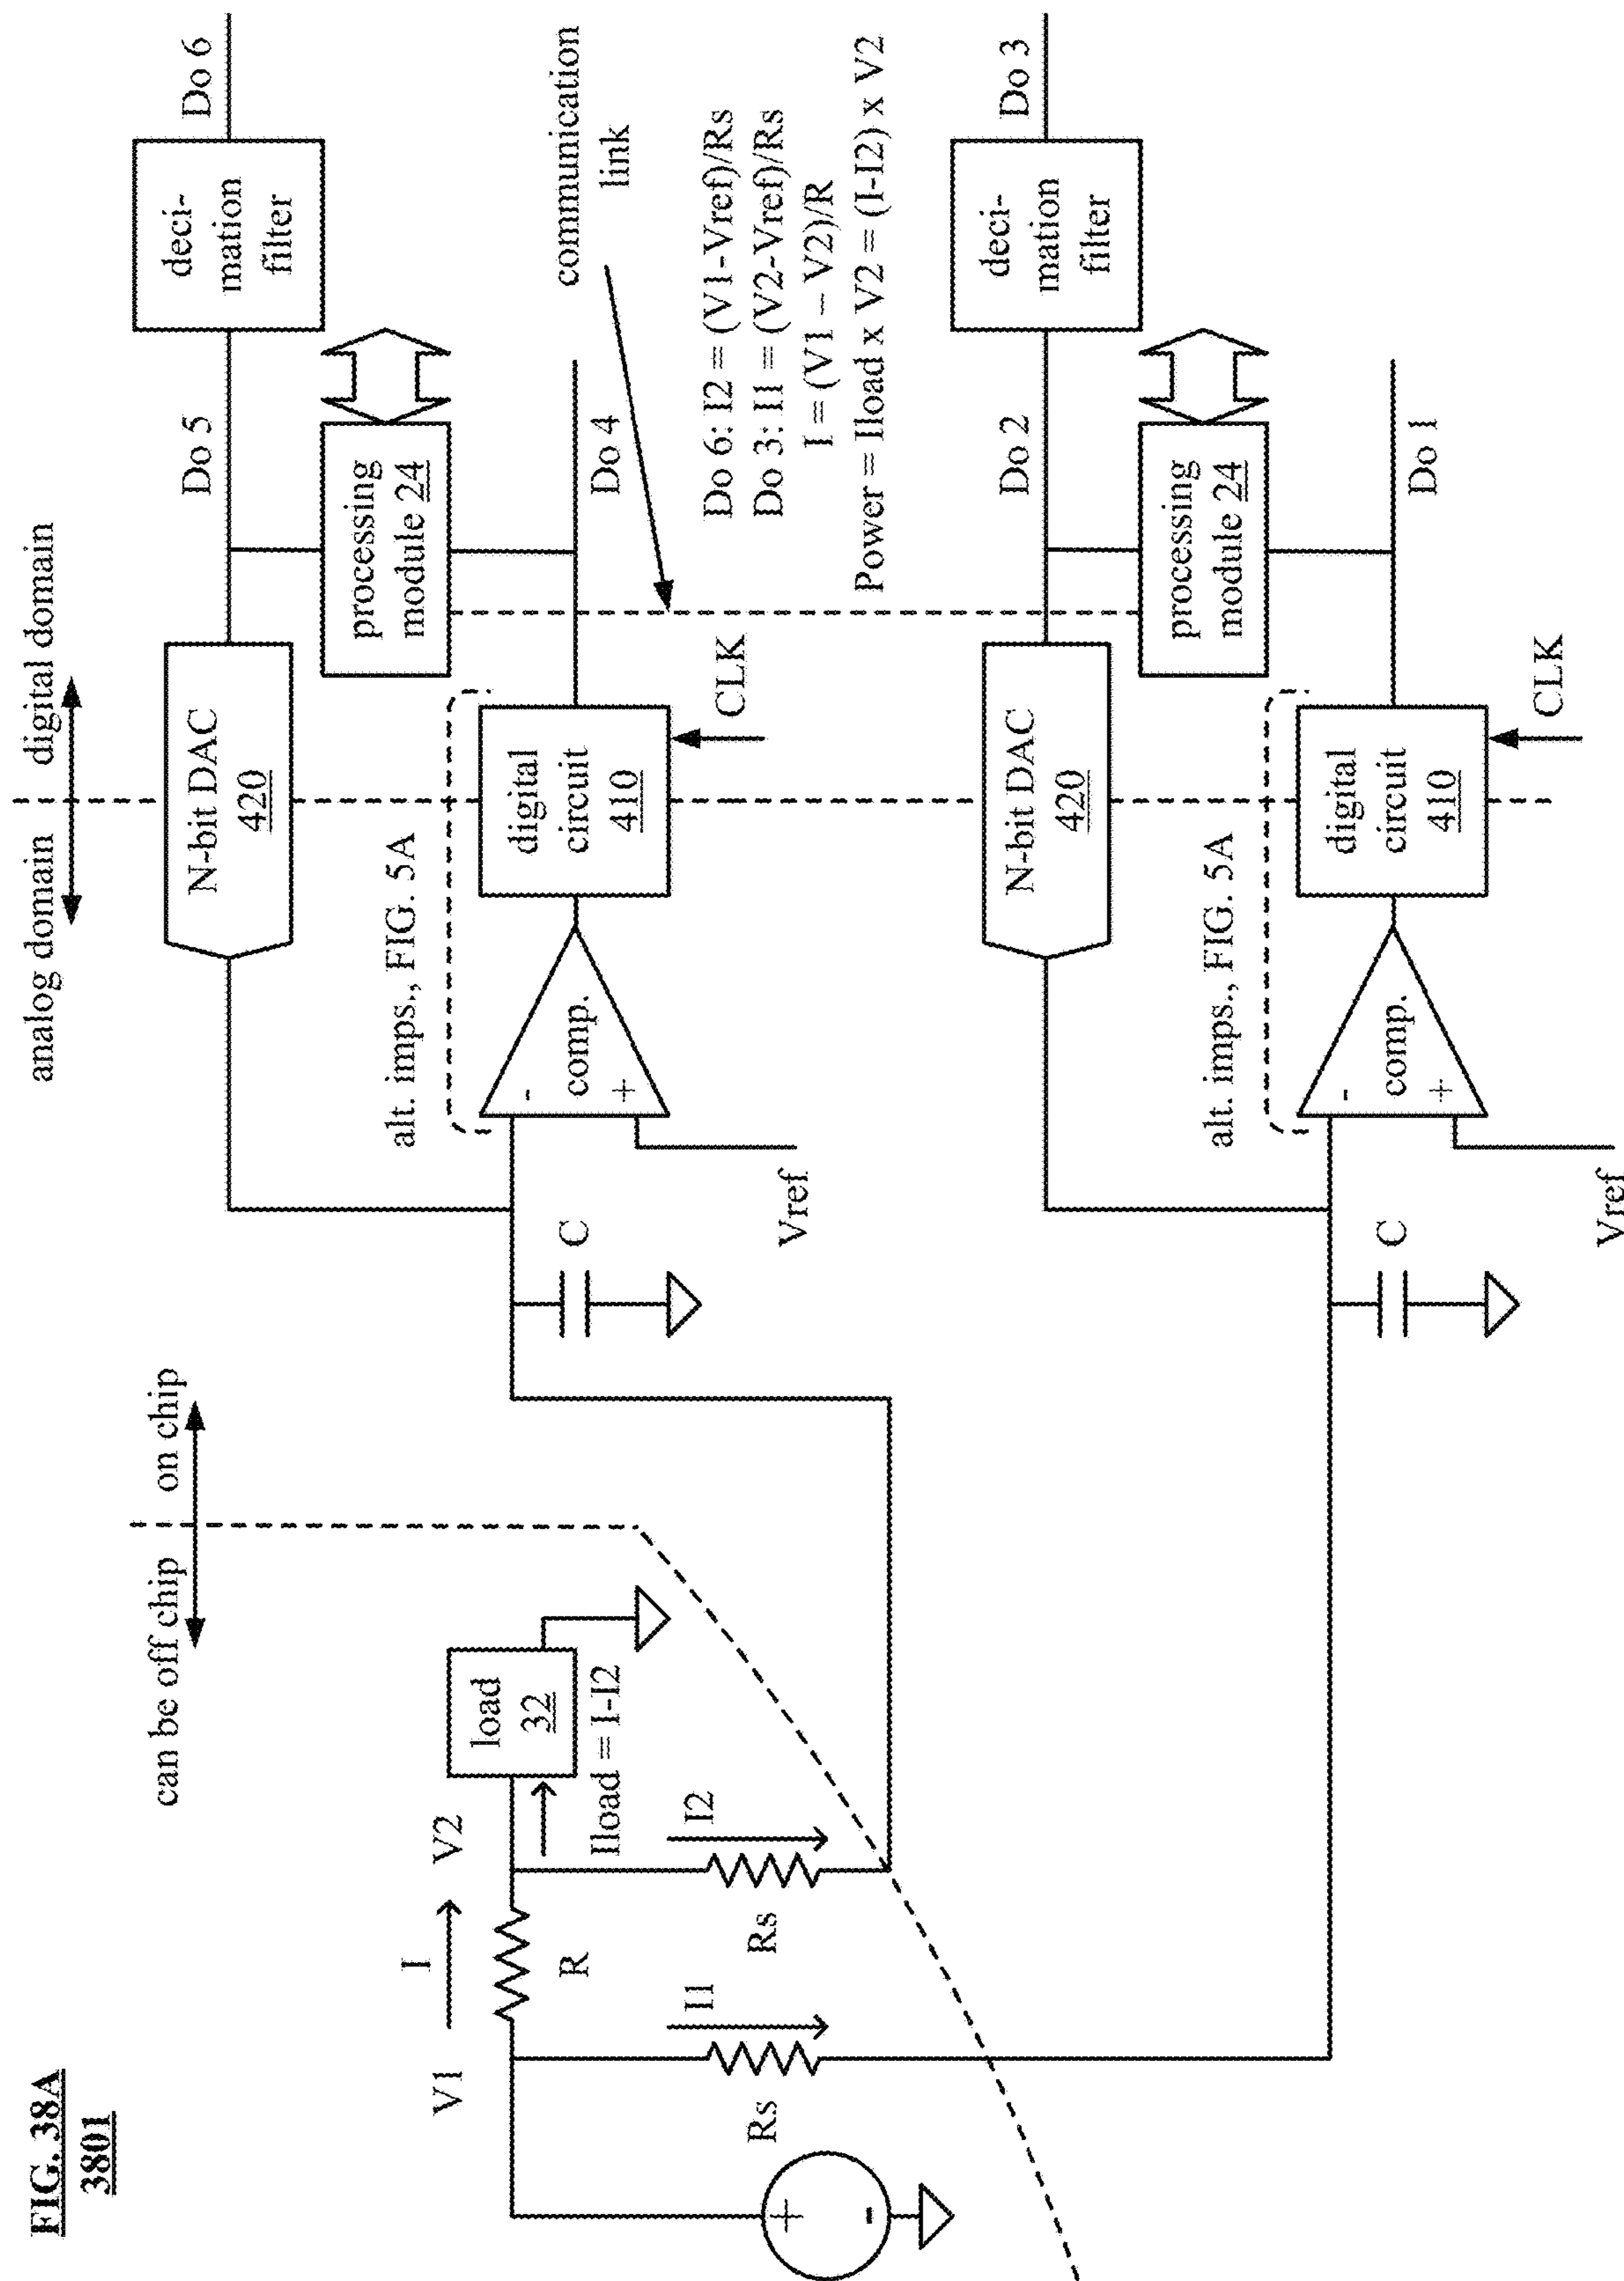 FIG. 38A
3801
analog domain
digital domain
can be off chip
on chip
N-bit DAC
420
Do 5
deci-
mation
filter
Do 6
processing
module 24
alt. imps., FIG. 5A
V1
I
V2
R
load
32
Iload = I-I2
C
-
comp.
+
Vref
digital
circuit
410
CLK
Do 4
communication
link
Rs
I1
Rs
I2
+
-
Do 6: I2 = (V1-Vref)/Rs
Do 3: I1 = (V2-Vref)/Rs
I = (V1 – V2)/R
Power = Iload x V2 = (I-I2) x V2
N-bit DAC
420
Do 2
deci-
mation
filter
Do 3
processing
module 24
alt. imps., FIG. 5A
C
-
comp.
+
Vref
digital
circuit
410
CLK
Do 1